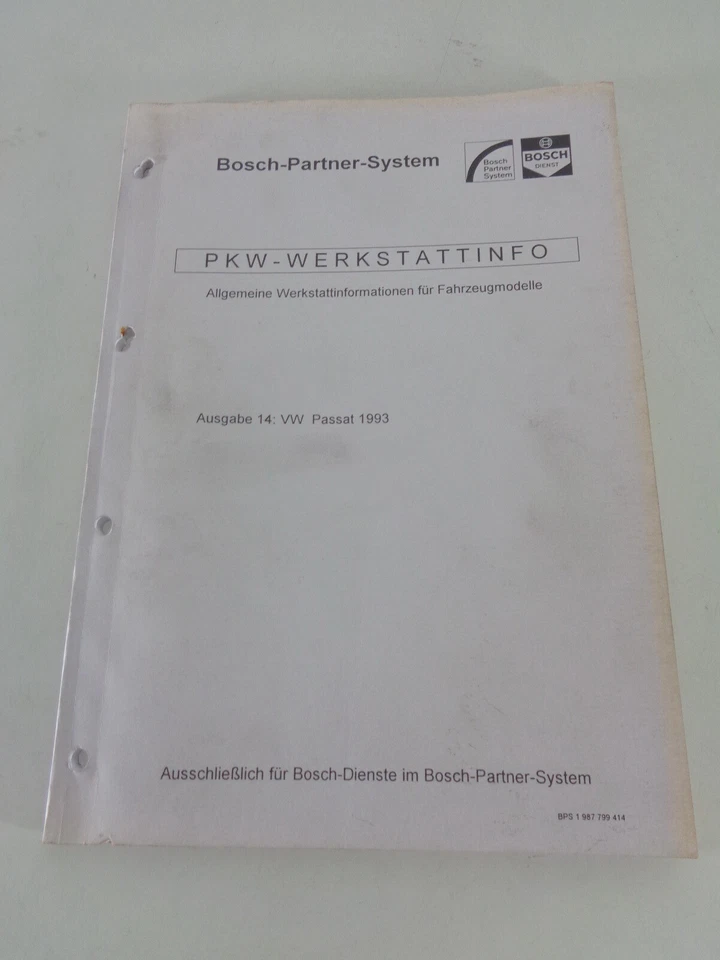 Bosch-Partner-System
Bosch
Partner
System
BOSCH
DIENST
PKW-WERKSTATTINFO
Allgemeine Werkstattinformationen für Fahrzeugmodelle
Ausgabe 14: VW Passat 1993
Ausschließlich für Bosch-Dienste im Bosch-Partner-System
BPS 1 987 799 414